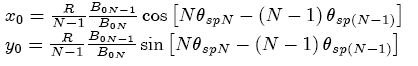 $x_0 = \frac{R}{N-1} \frac{B_{0N-1}}{B_{0N}} \cos \left[ N\theta_{spN} - (N-1)\, \theta_{sp(N-1)} \right]$
$y_0 = \frac{R}{N-1} \frac{B_{0N-1}}{B_{0N}} \sin \left[ N\theta_{spN} - (N-1)\, \theta_{sp(N-1)} \right]$